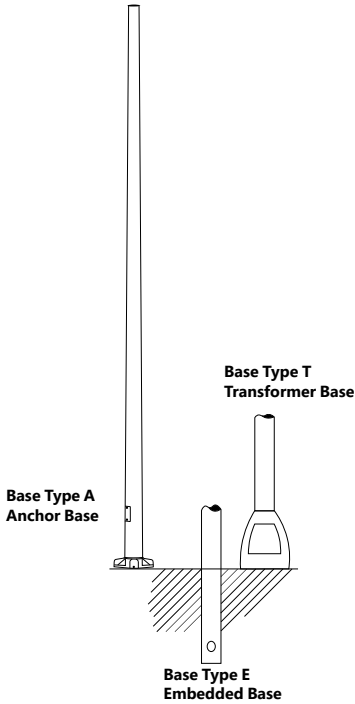 Base Type T
Transformer Base
Base Type A
Anchor Base
Base Type E
Embedded Base